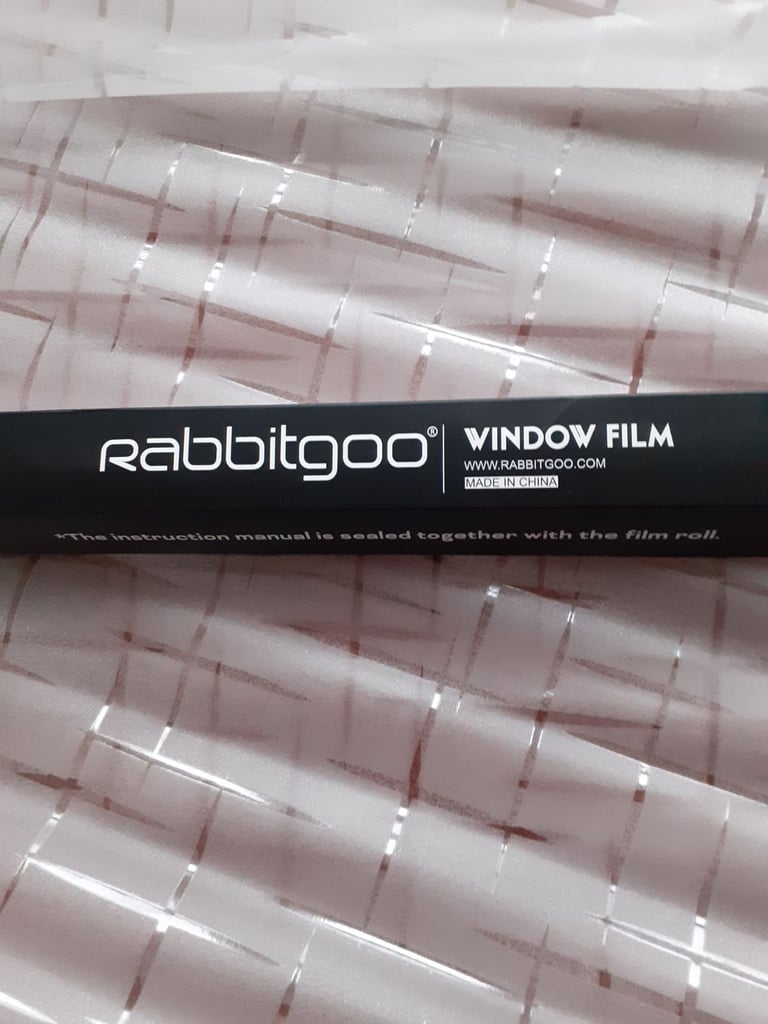 Rabbitgoo®
WINDOW FILM
WWW.RABBITGOO.COM
MADE IN CHINA
*The instruction manual is sealed together with the film roll.